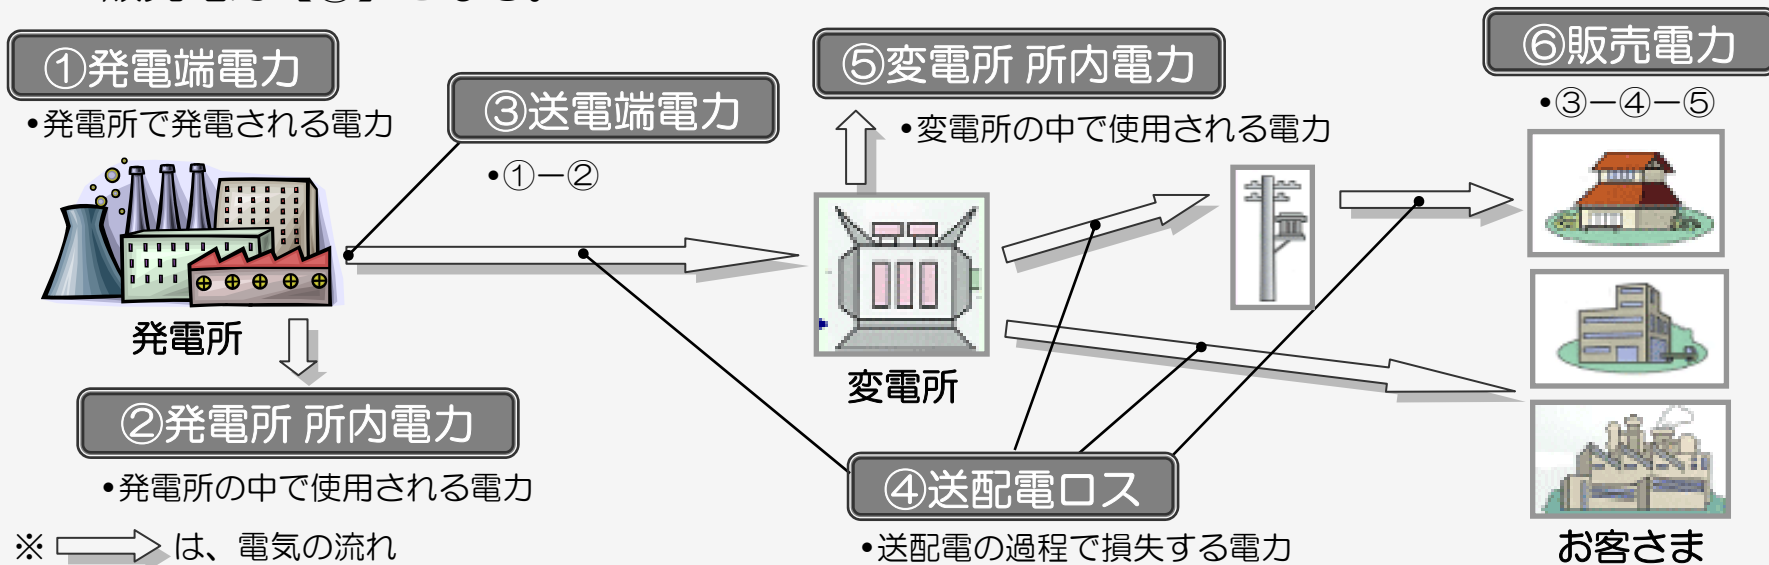 ①発電端電力
•発電所で発電される電力
③送電端電力
•①ー②
発電所
②発電所 所内電力
•発電所の中で使用される電力
⑤変電所 所内電力
•変電所の中で使用される電力
変電所
④送配電ロス
•送配電の過程で損失する電力
⑥販売電力
•③ー④ー⑤
お客さま
※ は、電気の流れ